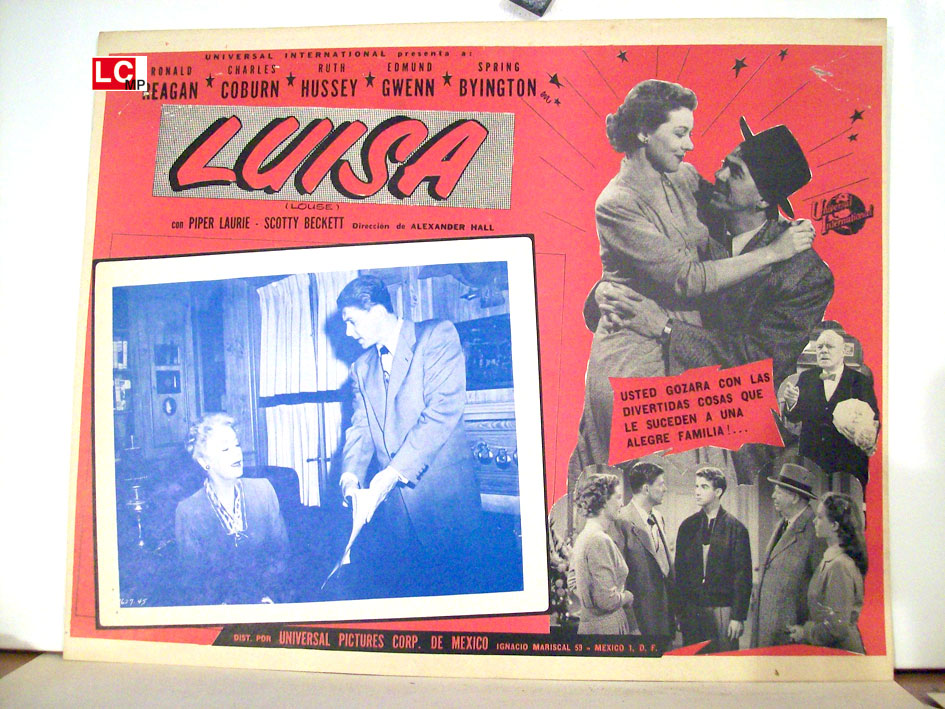 UNIVERSAL INTERNATIONAL presenta a:
RONALD CHARLES RUTH EDMUND SPRING
REAGAN ★ COBURN ★ HUSSEY ★ GWENN ★ BYINGTON en
LC
MP
LUISA
(LOUISE)
con PIPER LAURIE - SCOTTY BECKETT Dirección de ALEXANDER HALL
Universal
International
USTED GOZARA CON LAS
DIVERTIDAS COSAS QUE
LE SUCEDEN A UNA
ALEGRE FAMILIA!...
DIST. POR UNIVERSAL PICTURES CORP. DE MEXICO IGNACIO MARISCAL 53 - MEXICO 1, D. F.